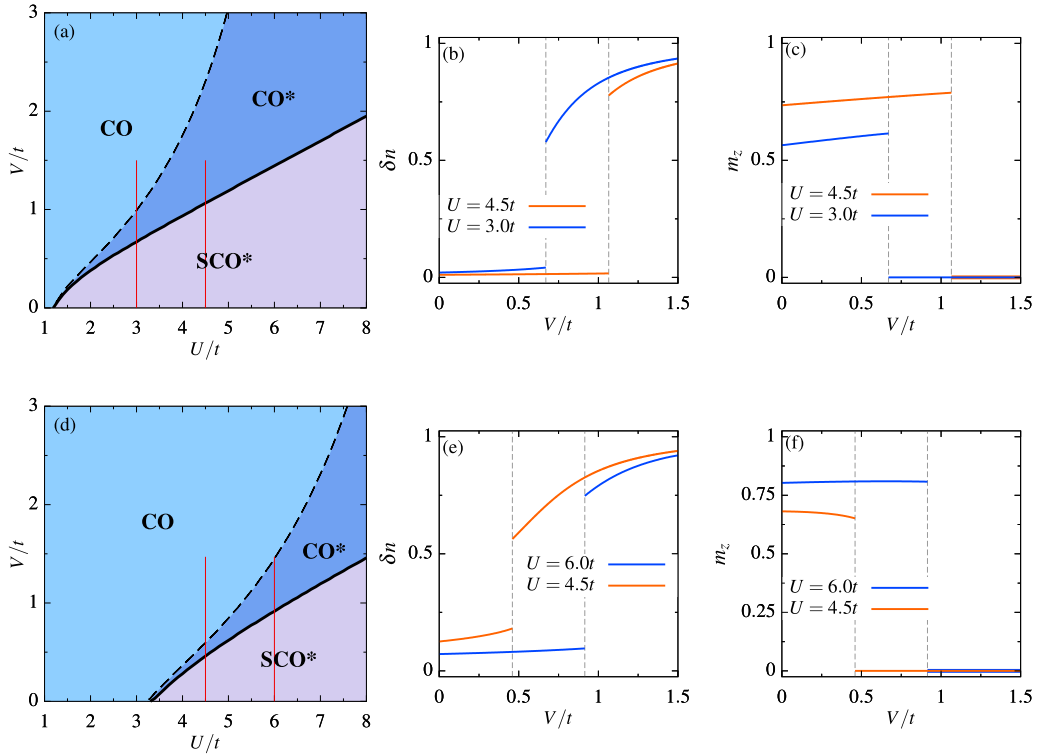 (a)
3
2
1
0
V/t
CO
CO*
SCO*
1 2 3 4 5 6 7 8
U/t
(b)
1
0.5
0
δn
U = 4.5t
U = 3.0t
0 0.5 1 1.5
V/t
(c)
1
0.5
0
m_z
U = 4.5t
U = 3.0t
0 0.5 1 1.5
V/t
(d)
3
2
1
0
V/t
CO
CO*
SCO*
1 2 3 4 5 6 7 8
U/t
(e)
1
0.5
0
δn
U = 6.0t
U = 4.5t
0 0.5 1 1.5
V/t
(f)
1
0.75
0.5
0.25
0
m_z
U = 6.0t
U = 4.5t
0 0.5 1 1.5
V/t